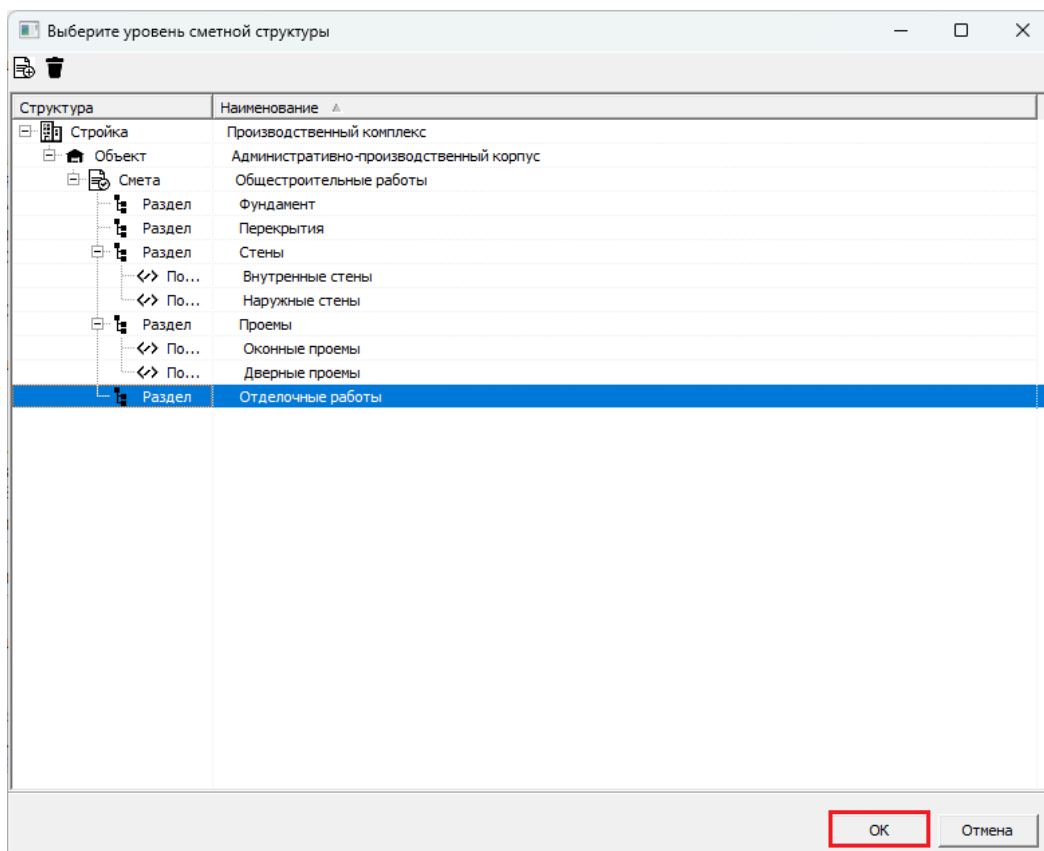 Выберите уровень сметной структуры
Структура Наименование
Стройка Производственный комплекс
Объект Административно-производственный корпус
Смета Общестроительные работы
Раздел Фундамент
Раздел Перекрытия
Раздел Стены
По... Внутренные стены
По... Наружные стены
Раздел Проемы
По... Оконные проемы
По... Дверные проемы
Раздел Отделочные работы
OK Отмена